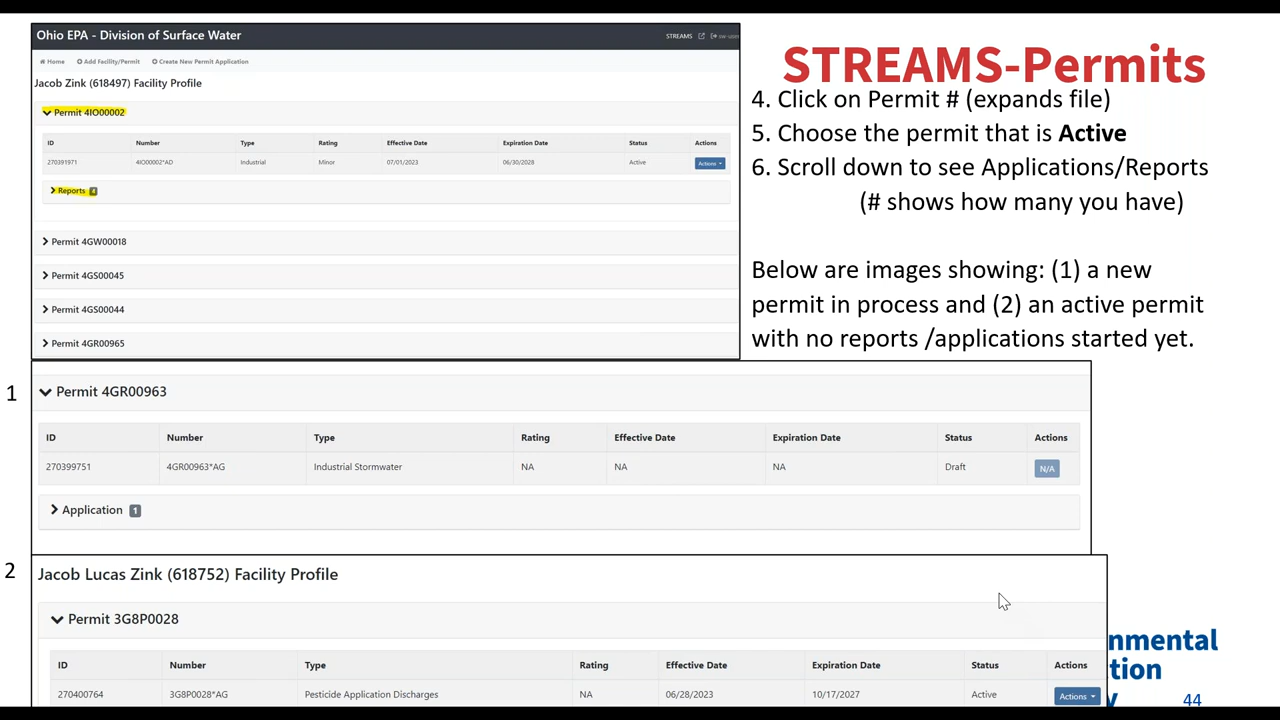 Ohio EPA - Division of Surface Water
STREAMS
Home Add Facility/Permit Create New Permit Application
Jacob Zink (618497) Facility Profile
Permit 4IO00002
ID Number Type Rating Effective Date Expiration Date Status Actions
270391971 4IO00002*AD Industrial Minor 07/01/2023 06/30/2028 Active Actions
Reports 4
Permit 4GW00018
Permit 4GS00045
Permit 4GS00044
Permit 4GR00965
STREAMS-Permits
4. Click on Permit # (expands file)
5. Choose the permit that is Active
6. Scroll down to see Applications/Reports
(# shows how many you have)
Below are images showing: (1) a new
permit in process and (2) an active permit
with no reports /applications started yet.
1
Permit 4GR00963
ID Number Type Rating Effective Date Expiration Date Status Actions
270399751 4GR00963*AG Industrial Stormwater NA NA NA Draft N/A
Application 1
2
Jacob Lucas Zink (618752) Facility Profile
Permit 3G8P0028
ID Number Type Rating Effective Date Expiration Date Status Actions
270400764 3G8P0028*AG Pesticide Application Discharges NA 06/28/2023 10/17/2027 Active Actions
nmental
tion
y
44